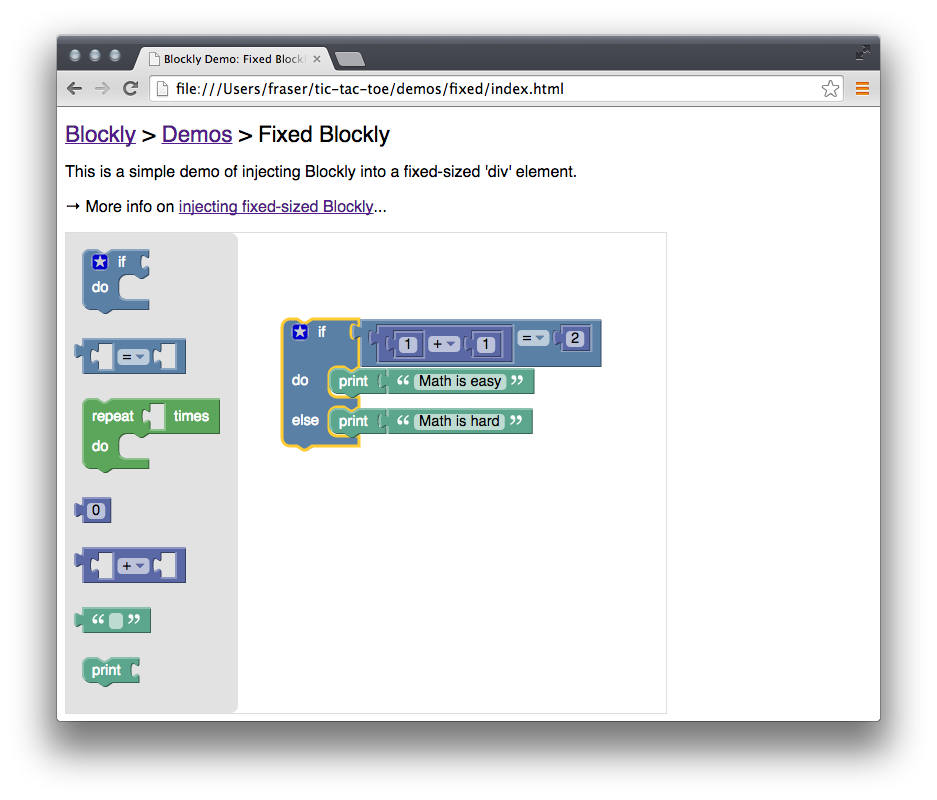 Blockly Demo: Fixed Block
file:///Users/fraser/tic-tac-toe/demos/fixed/index.html
Blockly > Demos > Fixed Blockly
This is a simple demo of injecting Blockly into a fixed-sized 'div' element.
→ More info on injecting fixed-sized Blockly...
if
do
=
repeat times
do
0
+
“ ”
print
if 1 + 1 = 2
do print “ Math is easy ”
else print “ Math is hard ”